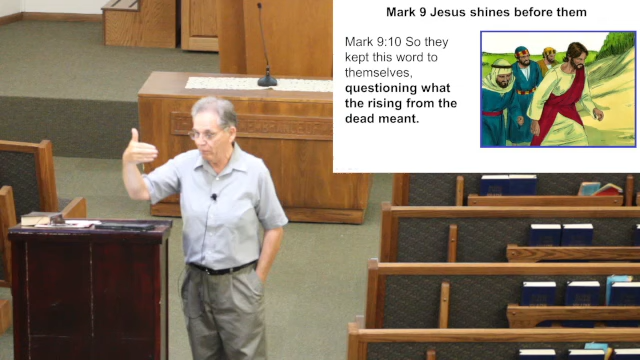 Mark 9 Jesus shines before them
Mark 9:10 So they
kept this word to
themselves,
questioning what
the rising from the
dead meant.